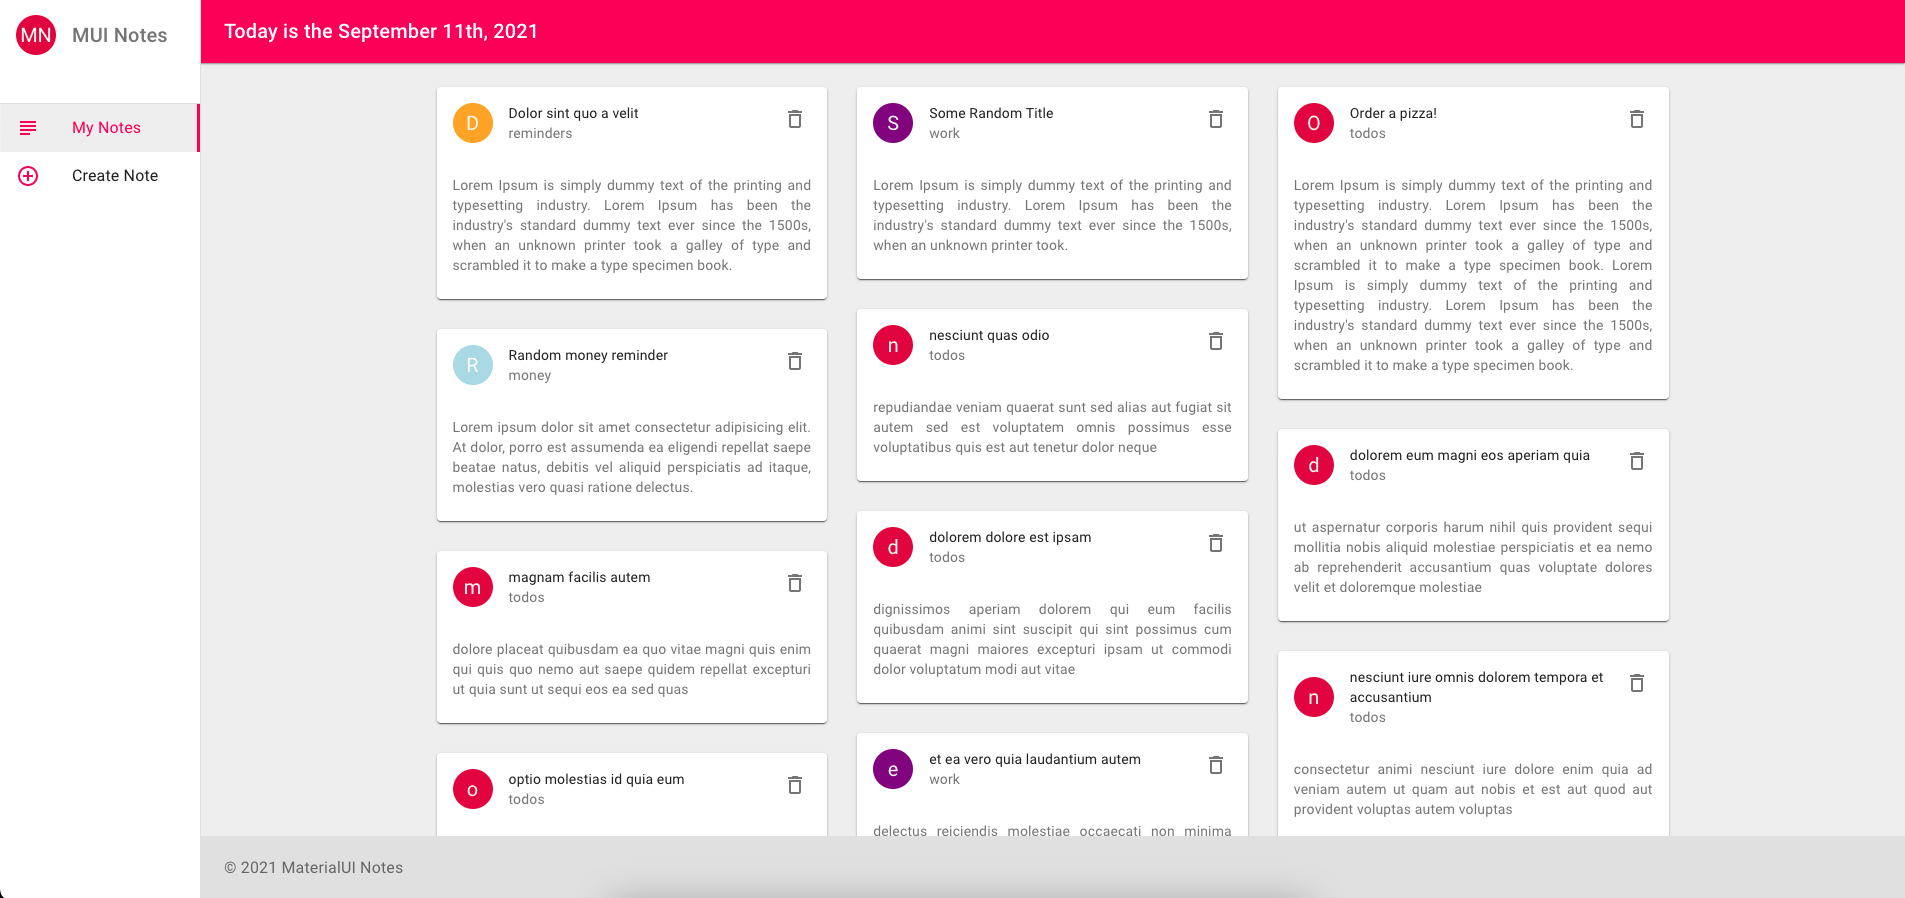 MN MUI Notes
My Notes
Create Note
Today is the September 11th, 2021
D
Dolor sint quo a velit
reminders
Lorem Ipsum is simply dummy text of the printing and
typesetting industry. Lorem Ipsum has been the
industry's standard dummy text ever since the 1500s,
when an unknown printer took a galley of type and
scrambled it to make a type specimen book.
R
Random money reminder
money
Lorem ipsum dolor sit amet consectetur adipisicing elit.
At dolor, porro est assumenda ea eligendi repellat saepe
beatae natus, debitis vel aliquid perspiciatis ad itaque,
molestias vero quasi ratione delectus.
m
magnam facilis autem
todos
dolore placeat quibusdam ea quo vitae magni quis enim
qui quis quo nemo aut saepe quidem repellat excepturi
ut quia sunt ut sequi eos ea sed quas
o
optio molestias id quia eum
todos
S
Some Random Title
work
Lorem Ipsum is simply dummy text of the printing and
typesetting industry. Lorem Ipsum has been the
industry's standard dummy text ever since the 1500s,
when an unknown printer took.
n
nesciunt quas odio
todos
repudiandae veniam quaerat sunt sed alias aut fugiat sit
autem sed est voluptatem omnis possimus esse
voluptatibus quis est aut tenetur dolor neque
d
dolorem dolore est ipsam
todos
dignissimos aperiam dolorem qui eum facilis
quibusdam animi sint suscipit qui sint possimus cum
quaerat magni maiores excepturi ipsam ut commodi
dolor voluptatum modi aut vitae
e
et ea vero quia laudantium autem
work
delectus reiciendis molestiae occaecati non minima
O
Order a pizza!
todos
Lorem Ipsum is simply dummy text of the printing and
typesetting industry. Lorem Ipsum has been the
industry's standard dummy text ever since the 1500s,
when an unknown printer took a galley of type and
scrambled it to make a type specimen book. Lorem
Ipsum is simply dummy text of the printing and
typesetting industry. Lorem Ipsum has been the
industry's standard dummy text ever since the 1500s,
when an unknown printer took a galley of type and
scrambled it to make a type specimen book.
d
dolorem eum magni eos aperiam quia
todos
ut aspernatur corporis harum nihil quis provident sequi
mollitia nobis aliquid molestiae perspiciatis et ea nemo
ab reprehenderit accusantium quas voluptate dolores
velit et doloremque molestiae
n
nesciunt iure omnis dolorem tempora et
accusantium
todos
consectetur animi nesciunt iure dolore enim quia ad
veniam autem ut quam aut nobis et est aut quod aut
provident voluptas autem voluptas
© 2021 MaterialUI Notes